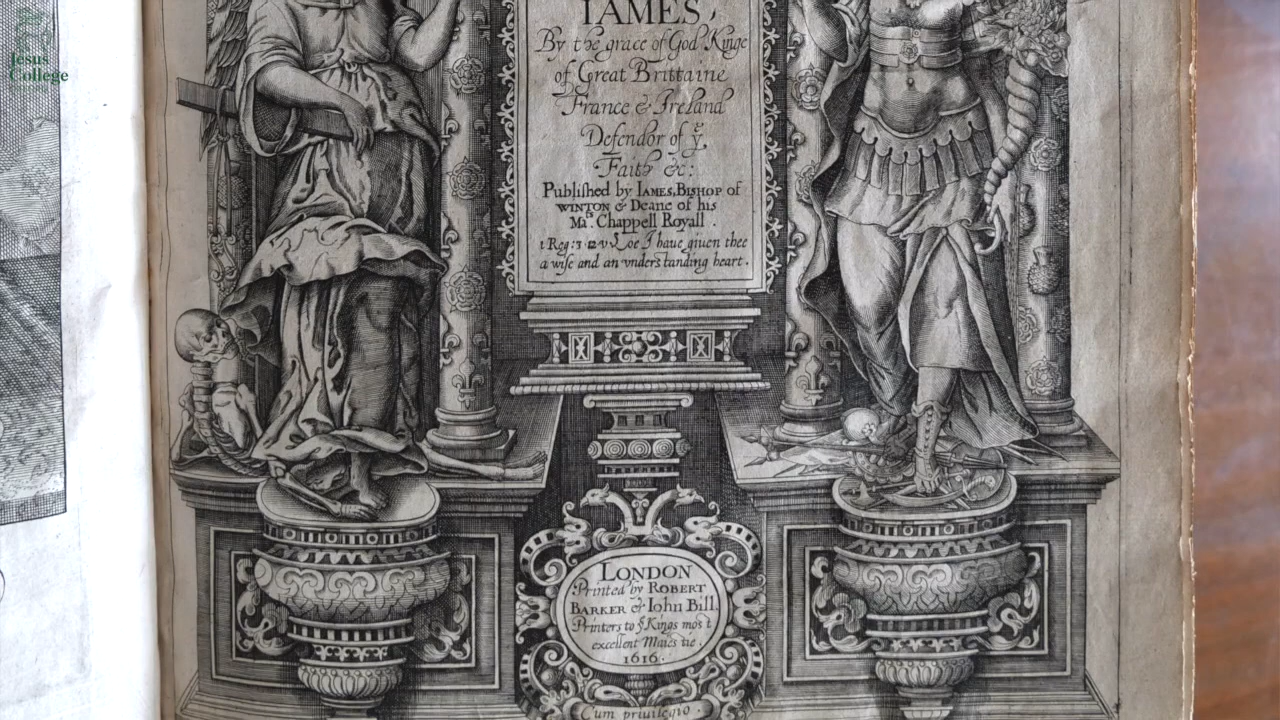 Jesus
College
IAMES,
By the grace of God Kinge
of Great Brittaine
France & Ireland
Defendor of yͤ
Faith &c:
Published by IAMES, BISHOP of
WINTON & Deane of his
Maᵗⁱᵉˢ Chappell Royall.
1 Reg: 3. 12. v. Loe I haue giuen thee
a wise and an vnderstanding heart.
LONDON
Printed by ROBERT
BARKER & Iohn Bill,
Printers to yͤ Kings most
excellent Maiestie.
1616.
Cum priuilegio.